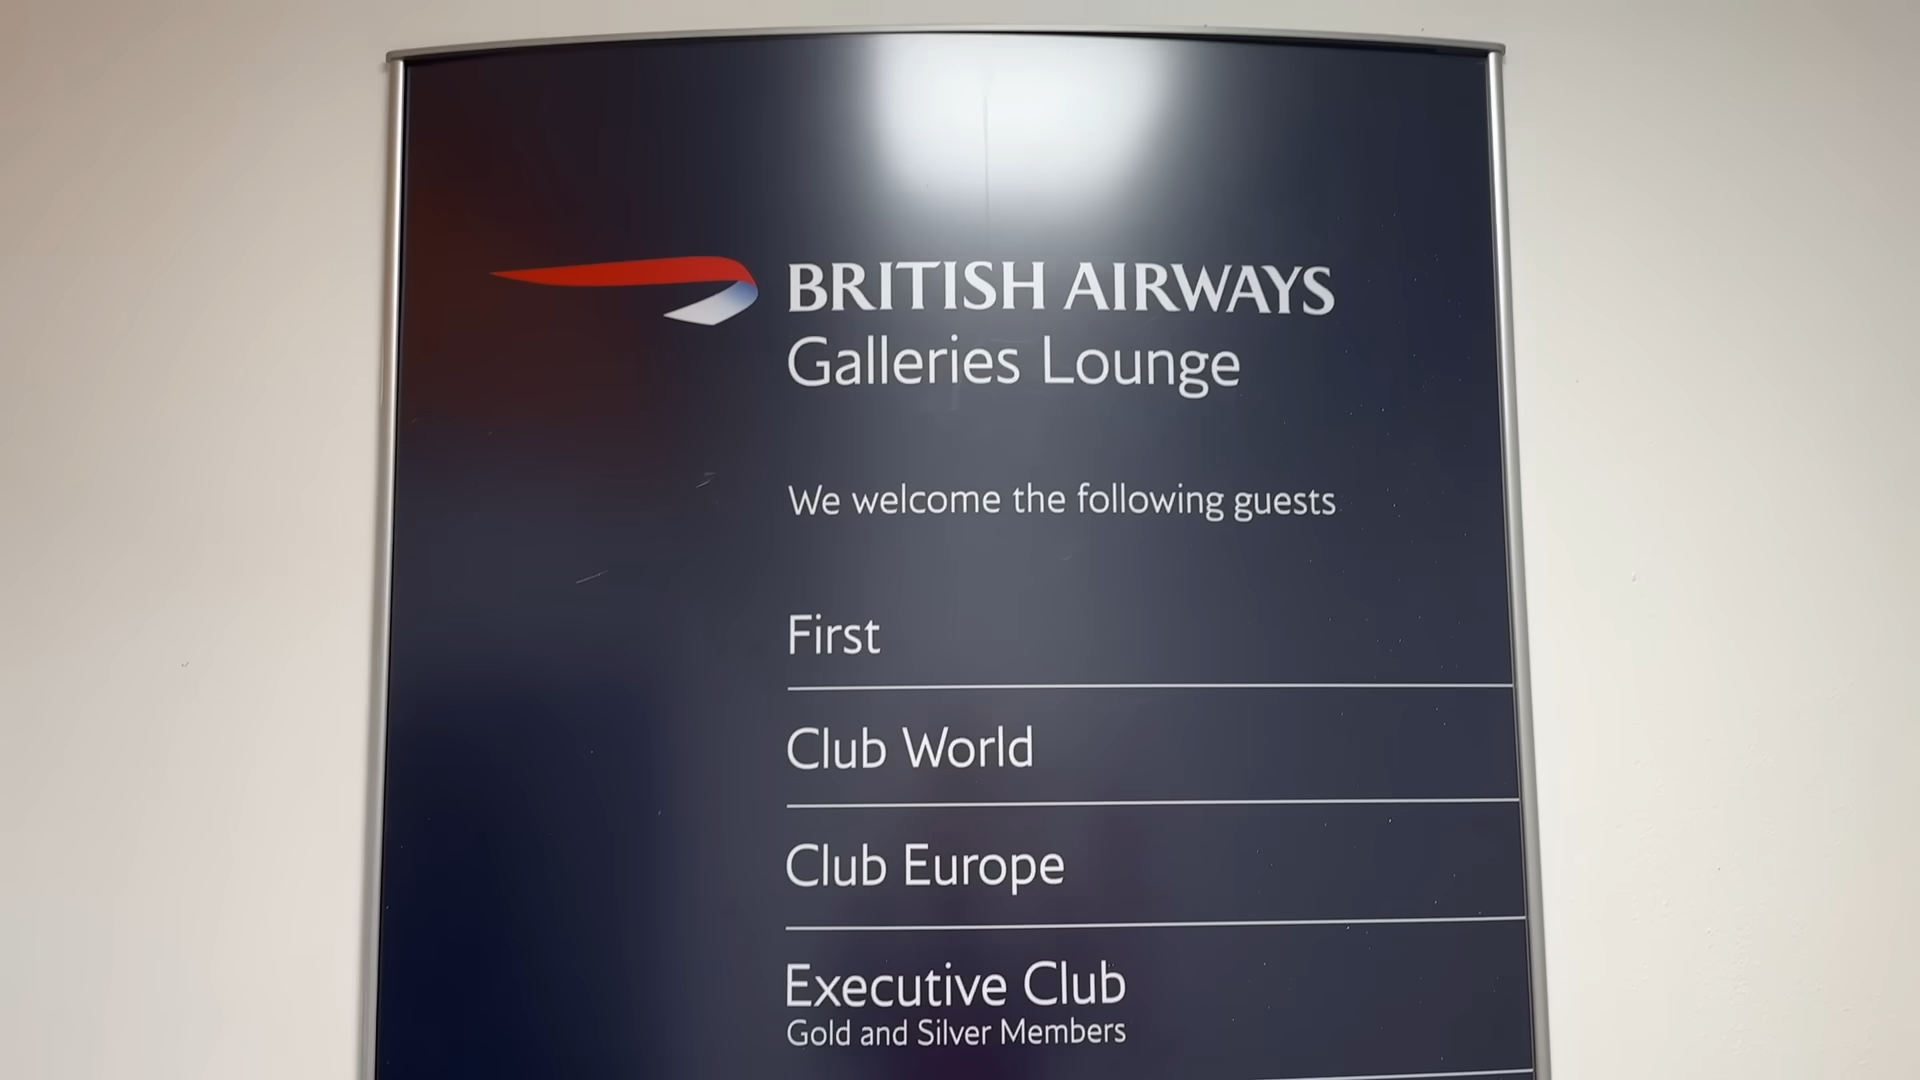 BRITISH AIRWAYS
Galleries Lounge
We welcome the following guests
First
Club World
Club Europe
Executive Club
Gold and Silver Members